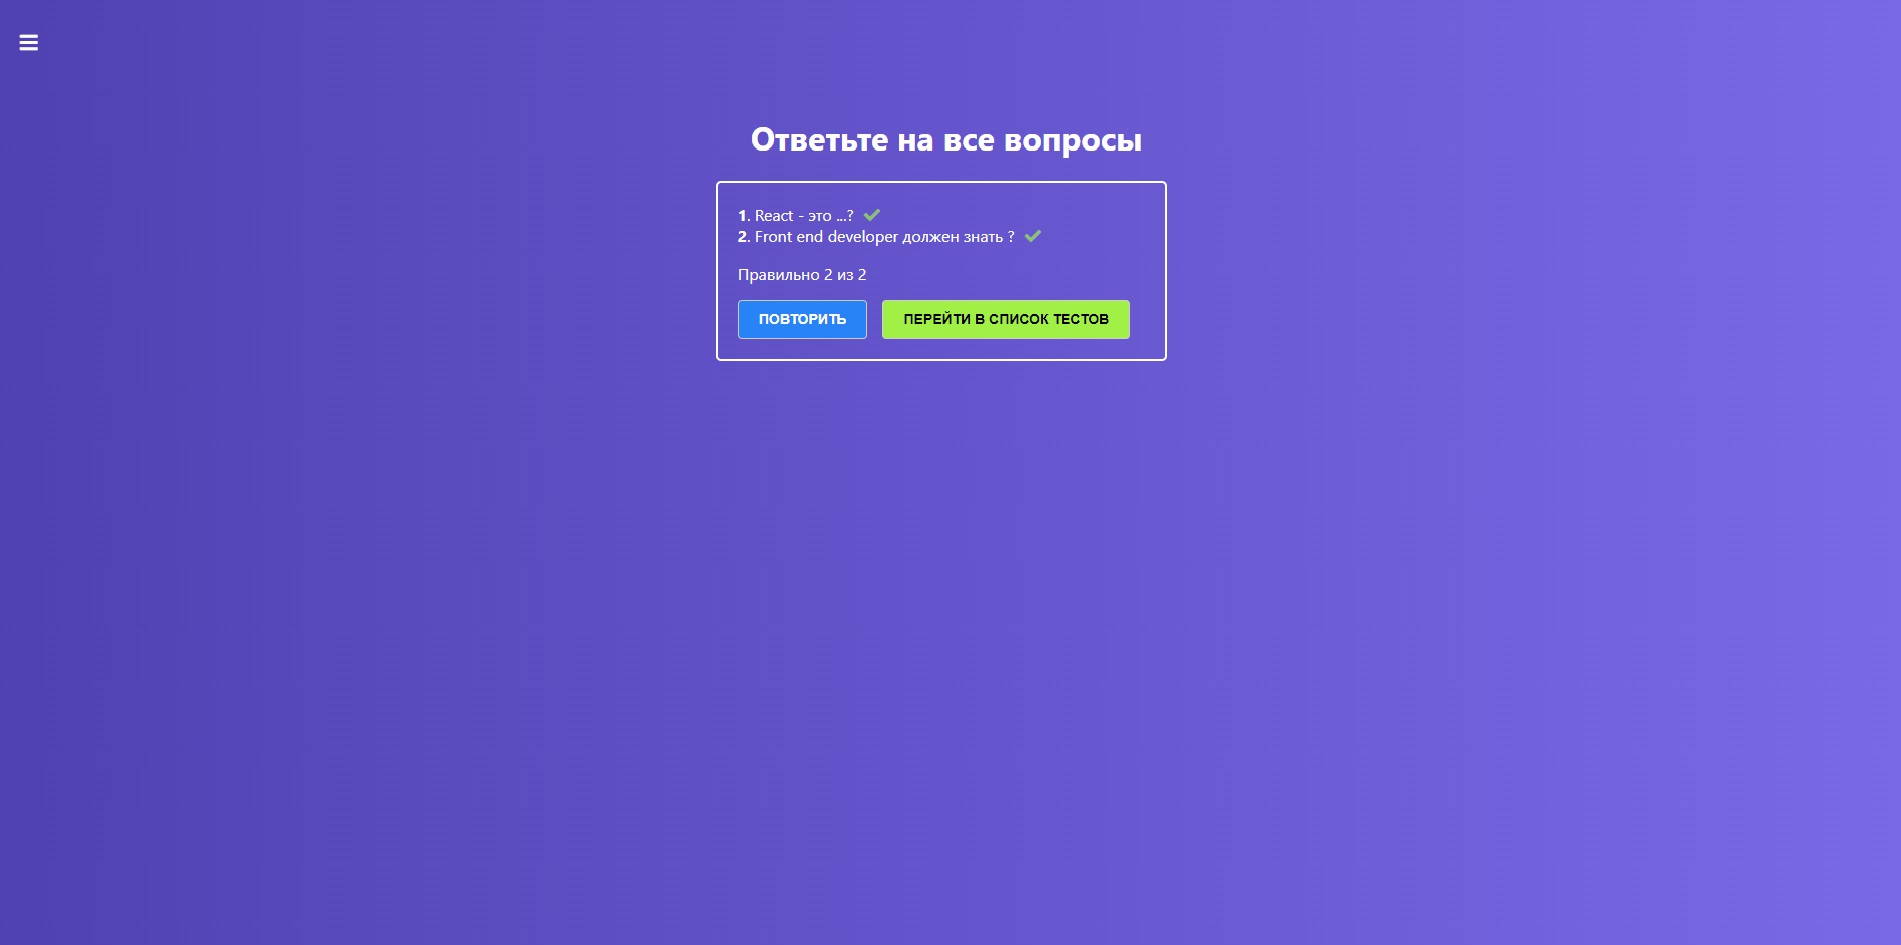 Ответьте на все вопросы
1. React - это ...?
2. Front end developer должен знать ?
Правильно 2 из 2
ПОВТОРИТЬ ПЕРЕЙТИ В СПИСОК ТЕСТОВ